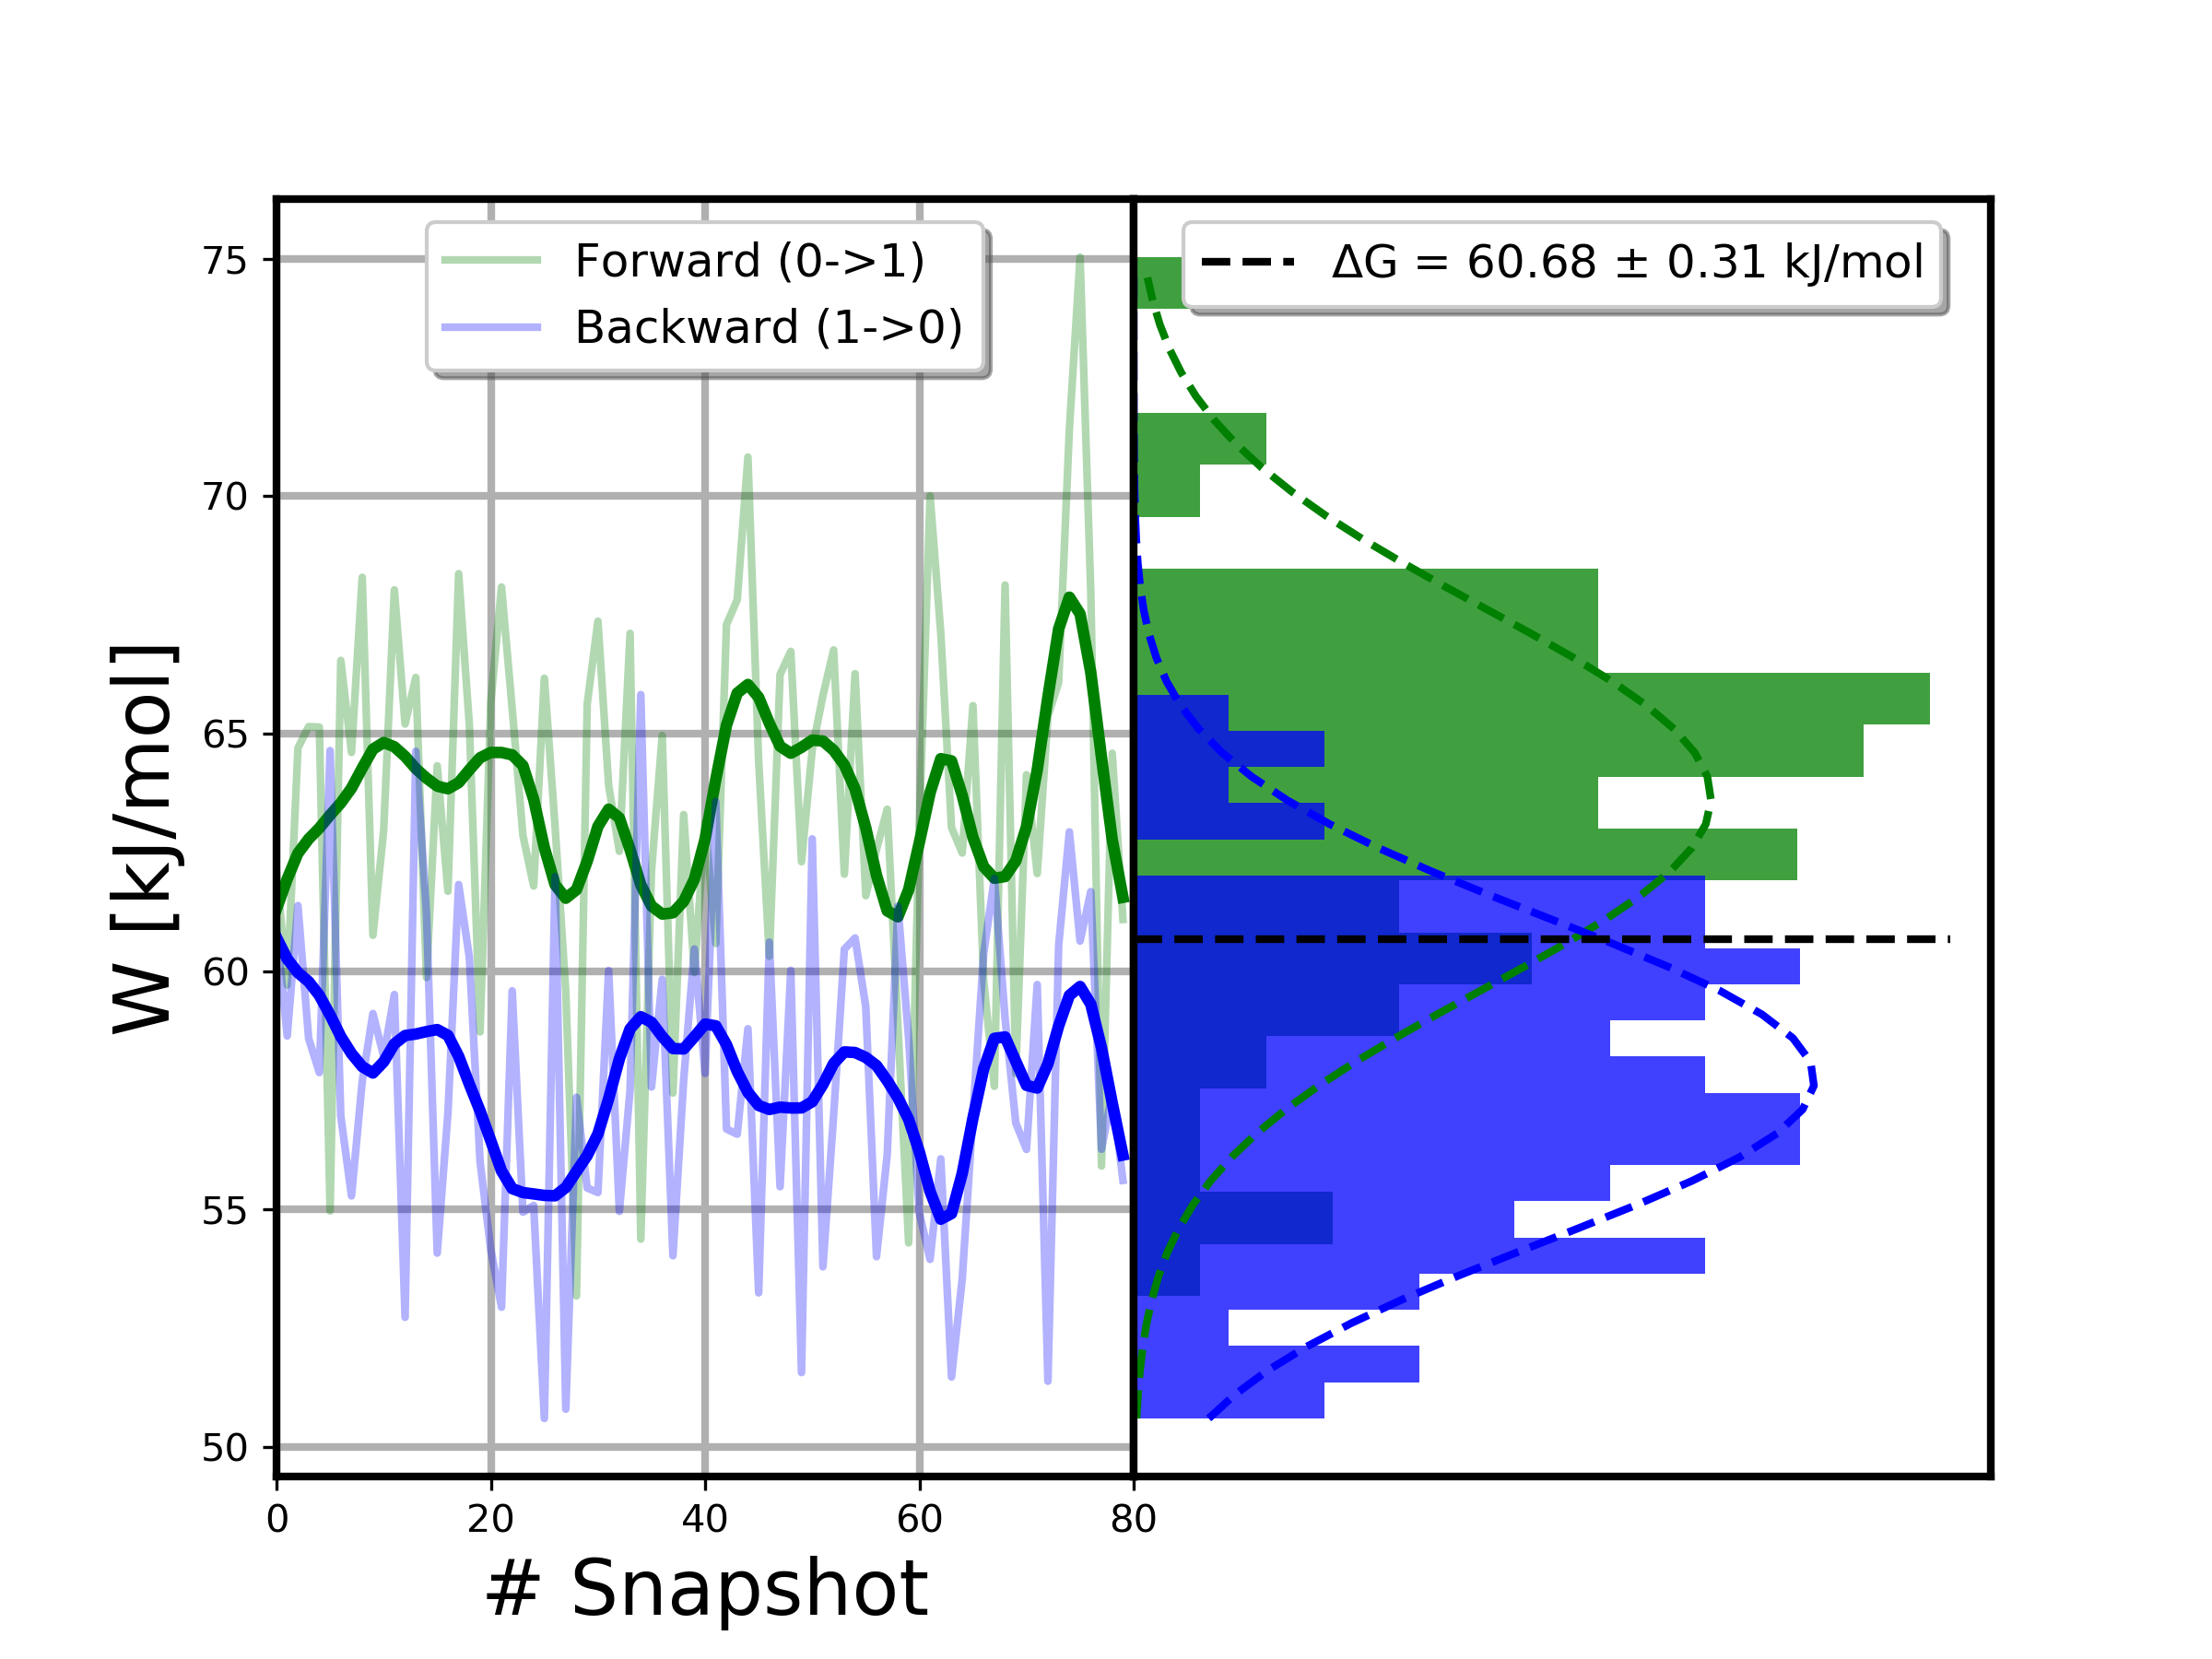 Forward (0->1)
Backward (1->0)
ΔG = 60.68 ± 0.31 kJ/mol
W [kJ/mol]
75
70
65
60
55
50
0 20 40 60 80
# Snapshot